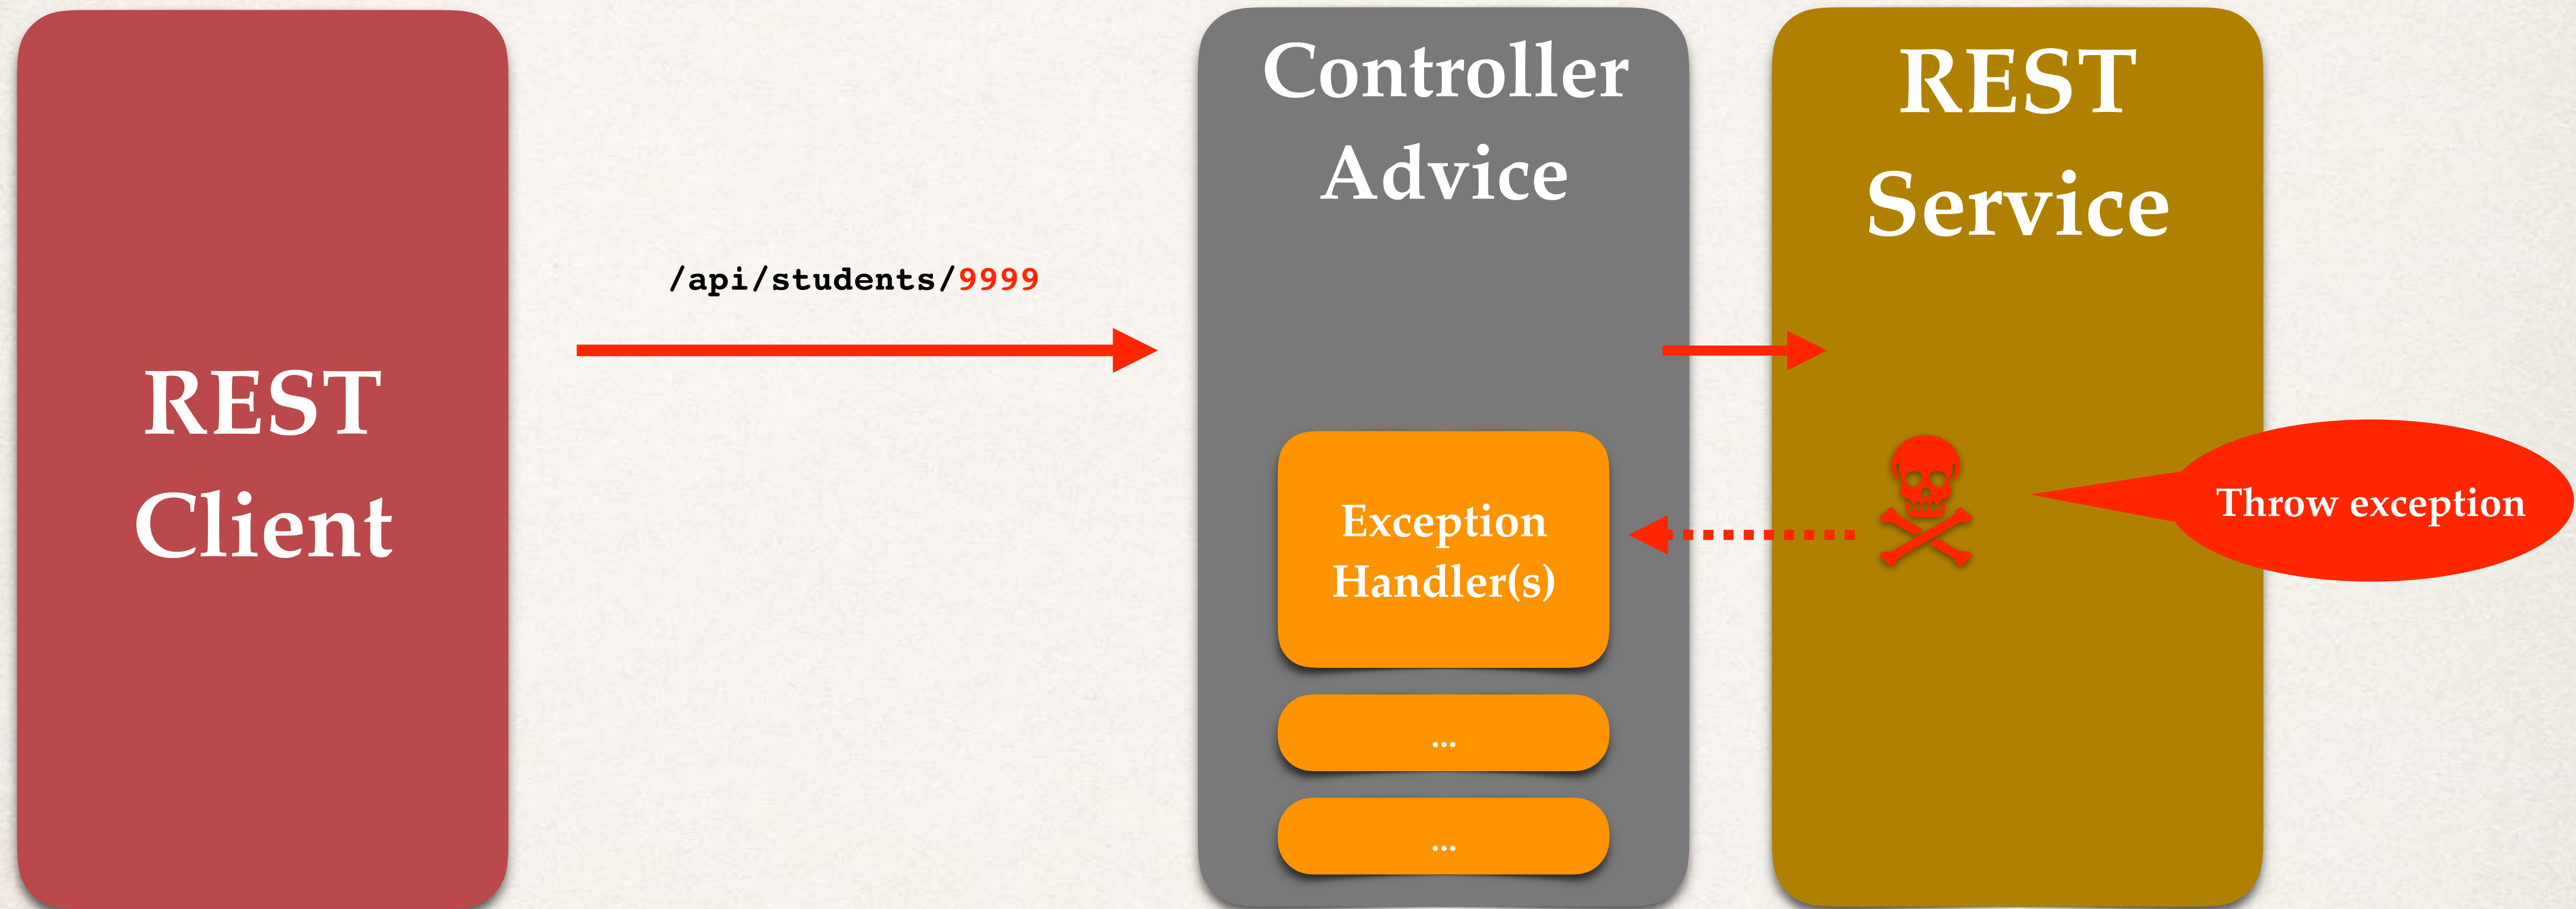 REST
Client
/api/students/9999
Controller
Advice
Exception
Handler(s)
...
...
REST
Service
Throw exception